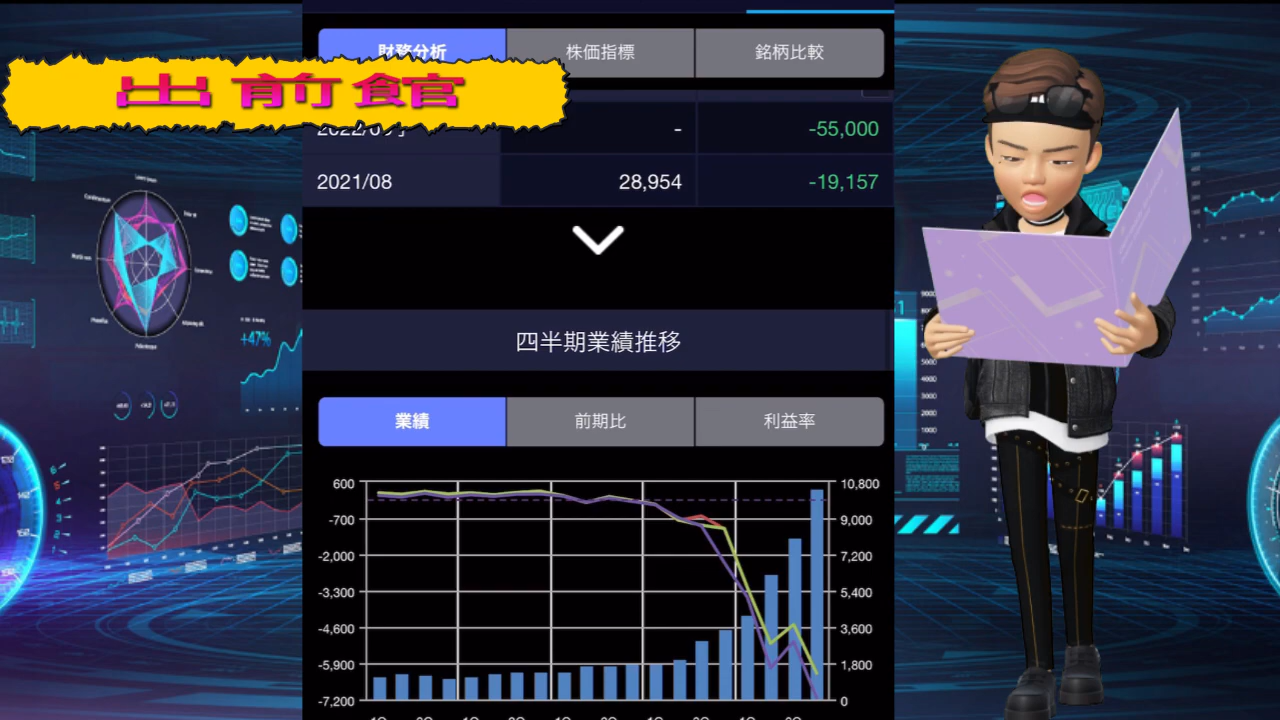 財務分析
株価指標
銘柄比較
出前館
-
-55,000
2021/08
28,954
-19,157
四半期業績推移
業績
前期比
利益率
600
-700
-2,000
-3,300
-4,600
-5,900
-7,200
10,800
9,000
7,200
5,400
3,600
1,800
0
+47%